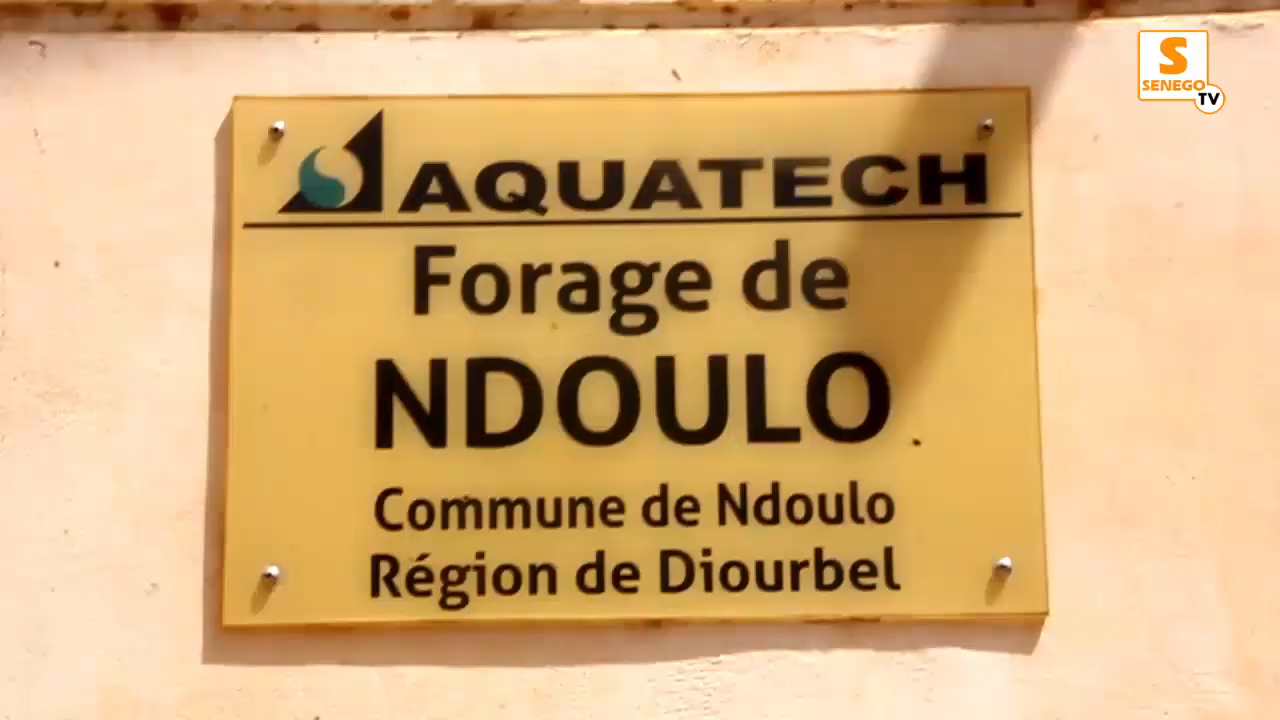 S
SENEGO
TV
AQUATECH
Forage de
NDOULO
Commune de Ndoulo
Région de Diourbel